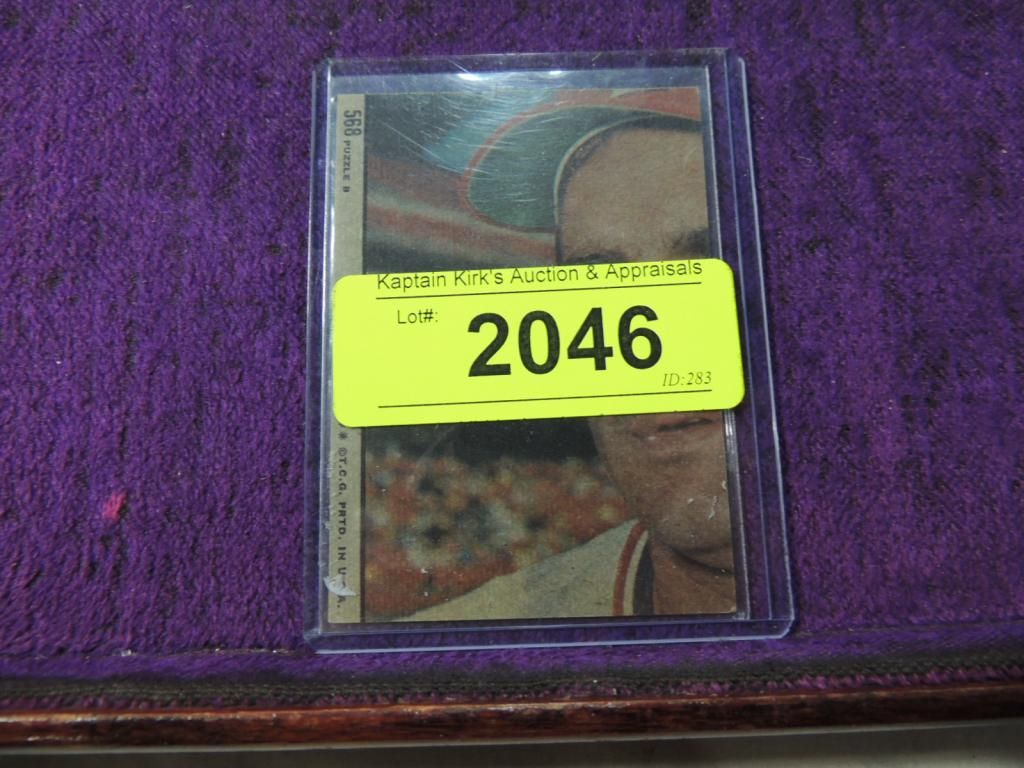 568 PUZZLE B
Kaptain Kirk's Auction & Appraisals
Lot#:
2046
ID:283
* ©T.C.G. PRTD. IN U.S.A.